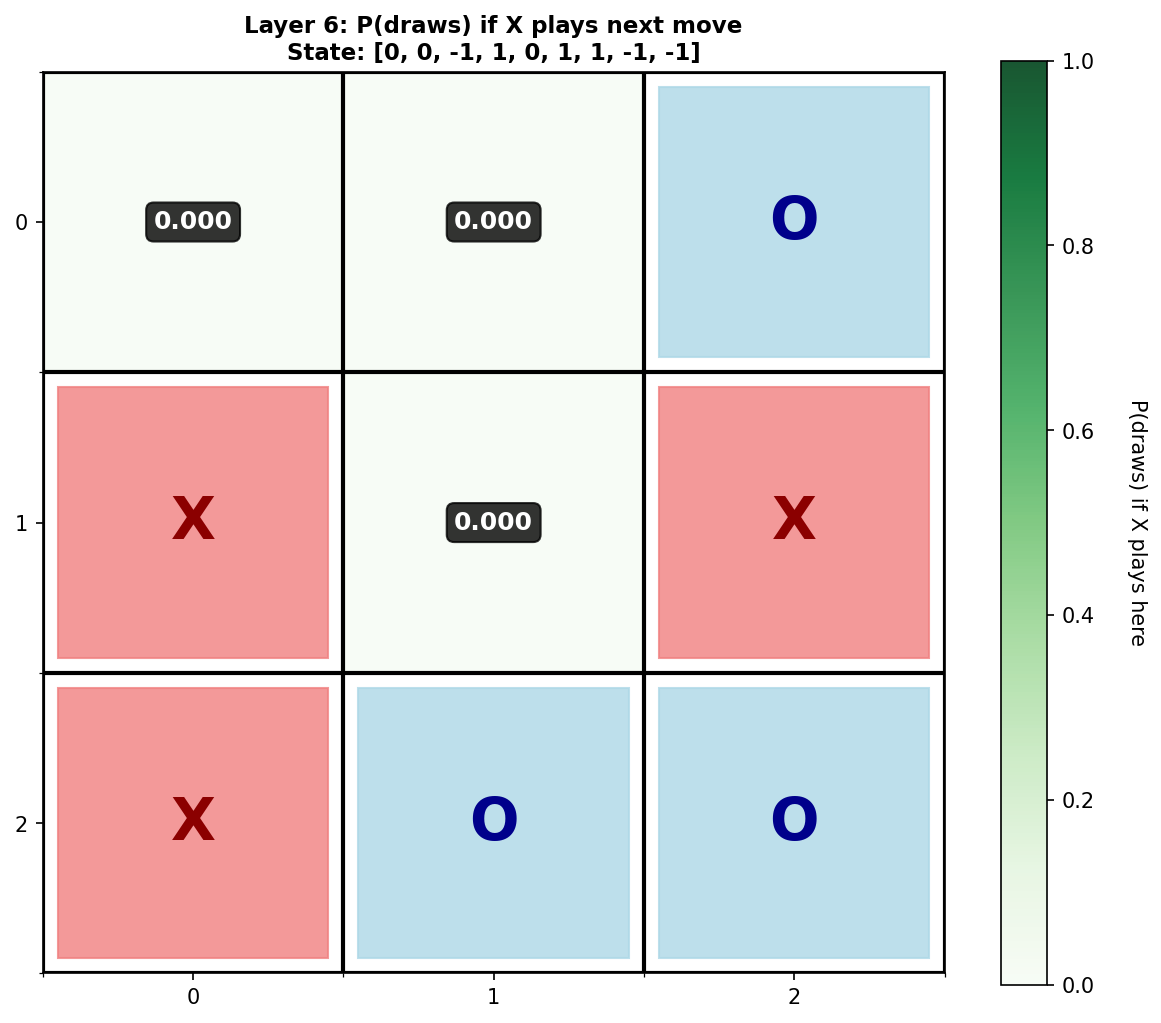 Layer 6: P(draws) if X plays next move
State: [0, 0, -1, 1, 0, 1, 1, -1, -1]
0.000
0.000
O
X
0.000
X
X
O
O
0
1
2
0
1
2
1.0
0.8
0.6
0.4
0.2
0.0
P(draws) if X plays here